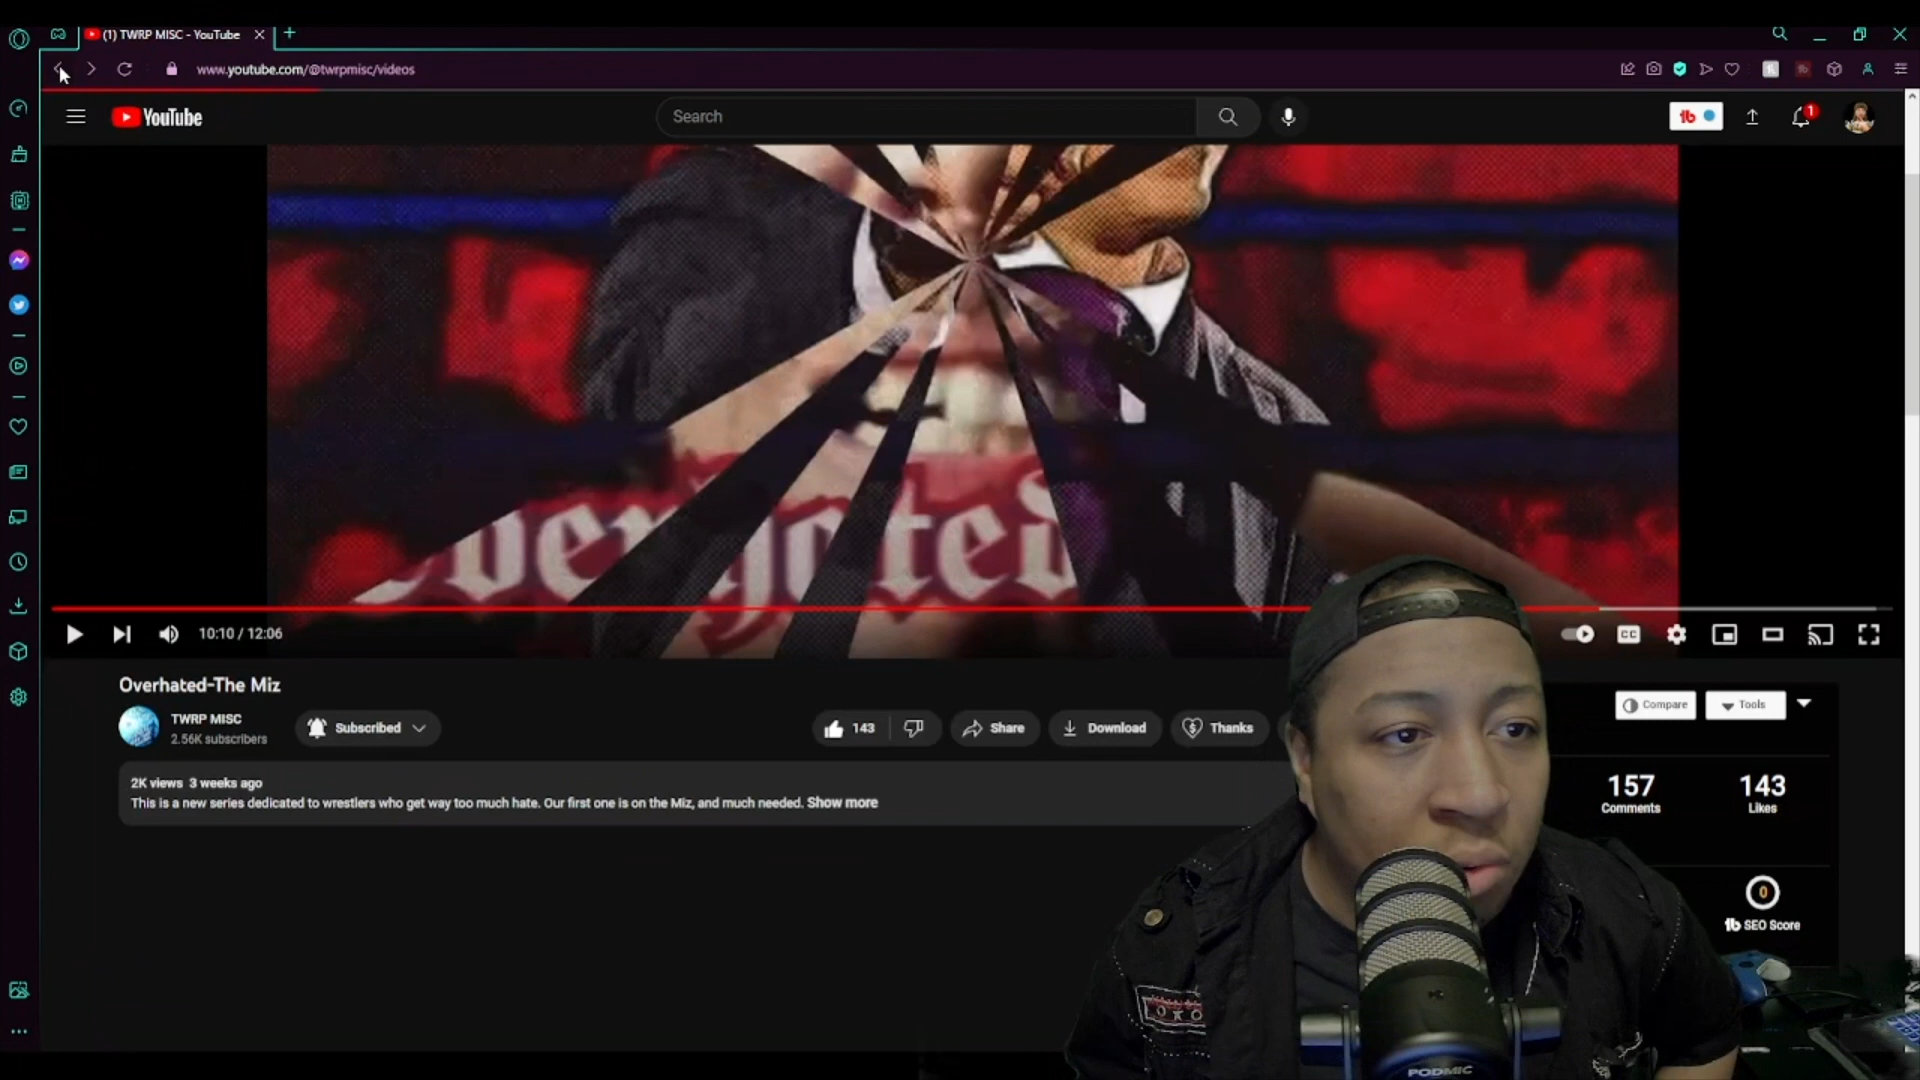 (1) TWRP MISC - YouTube
www.youtube.com/@twrpmisc/videos
YouTube
Search
1
10:10 / 12:06
CC
Overhated-The Miz
TWRP MISC
2.56K subscribers
Subscribed
143
Share
Download
Thanks
Compare
Tools
2K views 3 weeks ago
This is a new series dedicated to wrestlers who get way too much hate. Our first one is on the Miz, and much needed. Show more
157
Comments
143
Likes
0
SEO Score
PODMIC